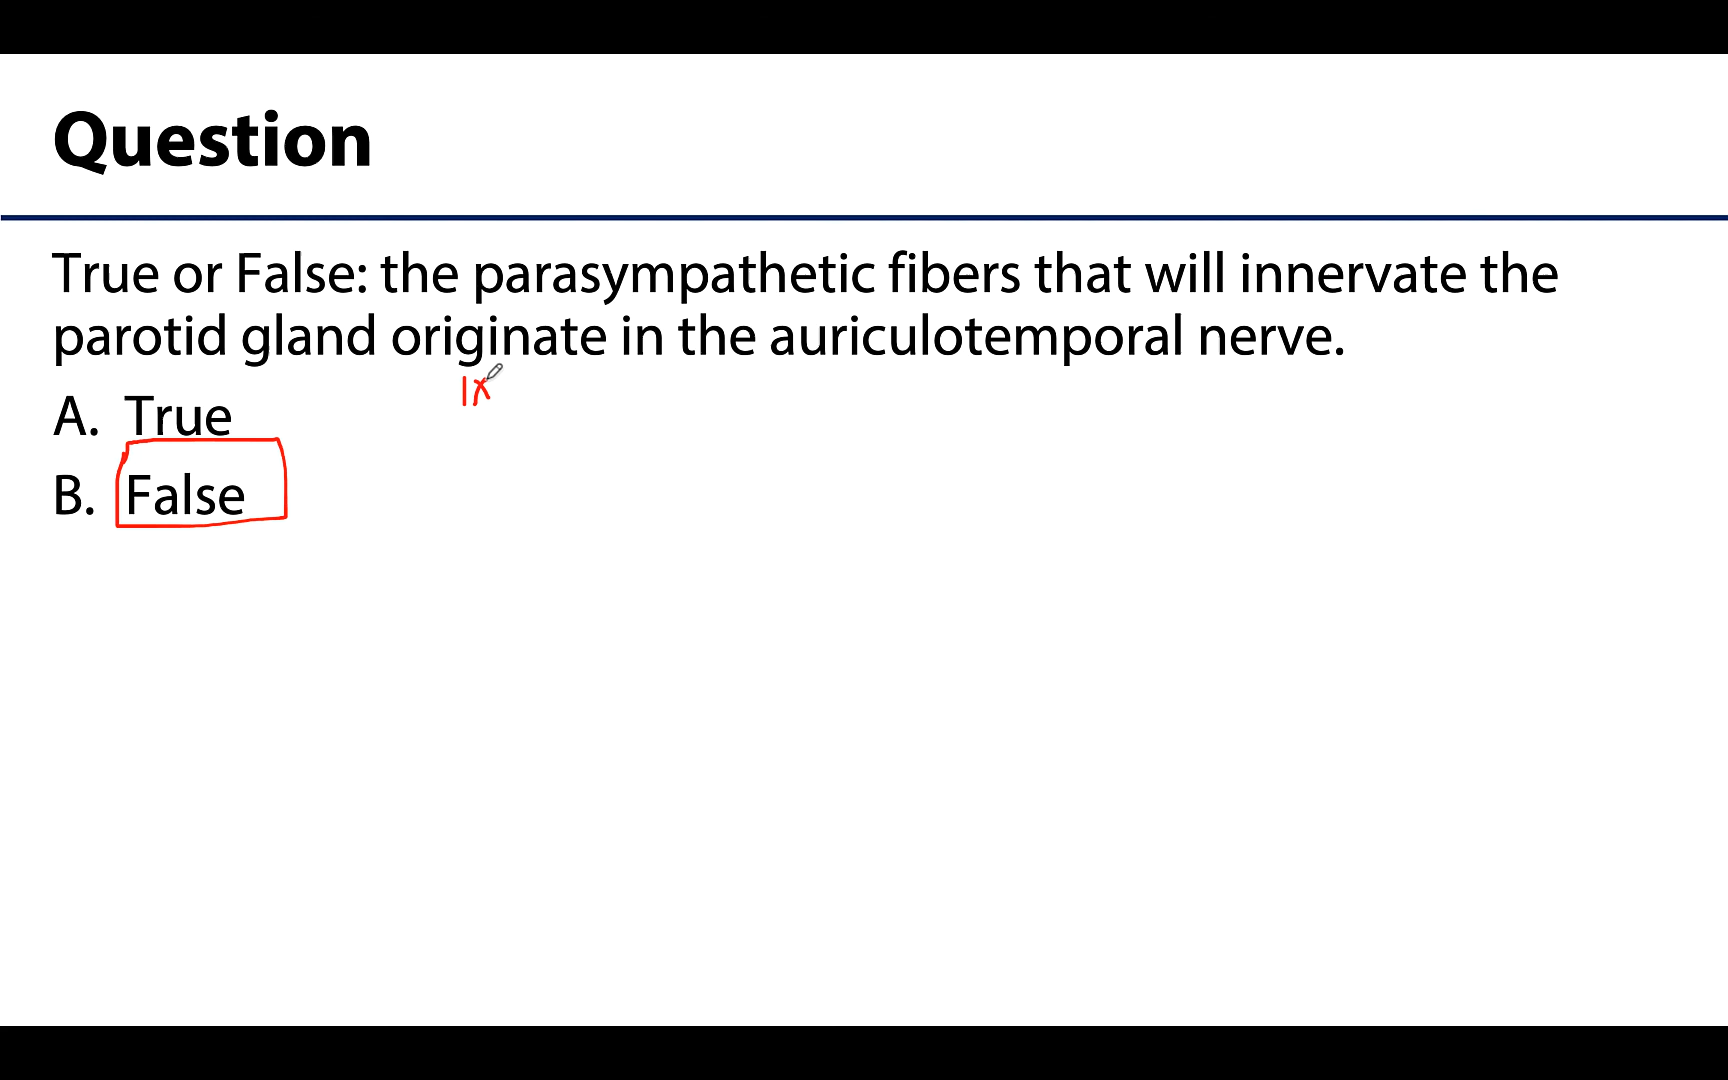 Question
True or False: the parasympathetic fibers that will innervate the
parotid gland originate in the auriculotemporal nerve.
IX
A. True
B. False